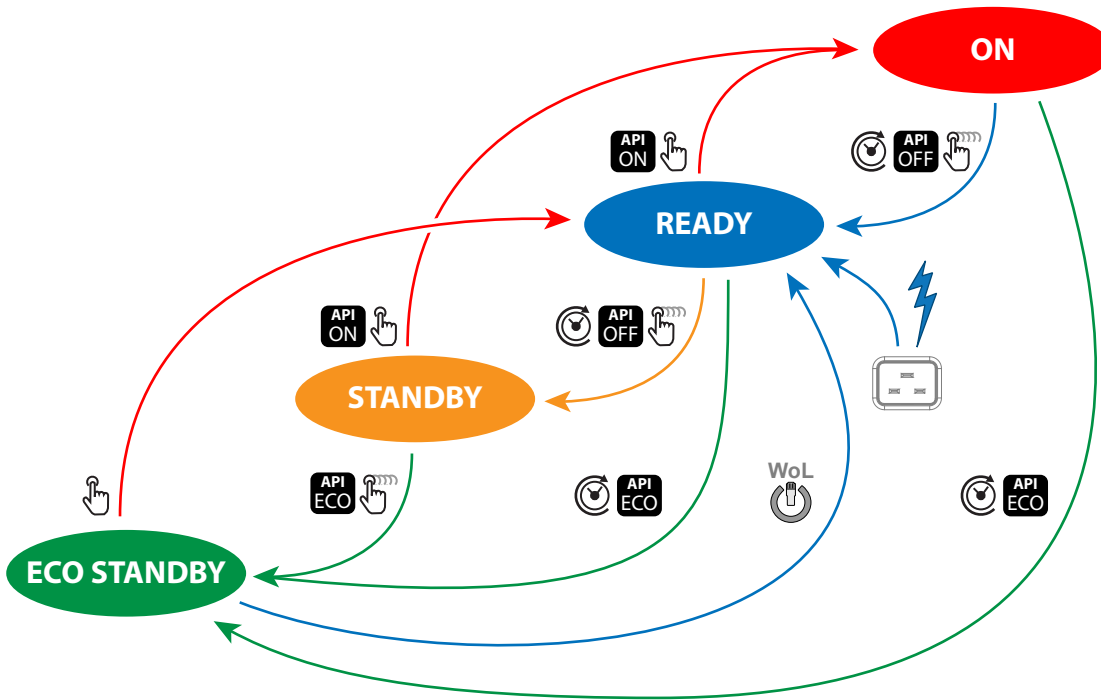 ON
API
ON
API
OFF
READY
API
ON
API
OFF
STANDBY
API
ECO
API
ECO
WoL
API
ECO
ECO STANDBY